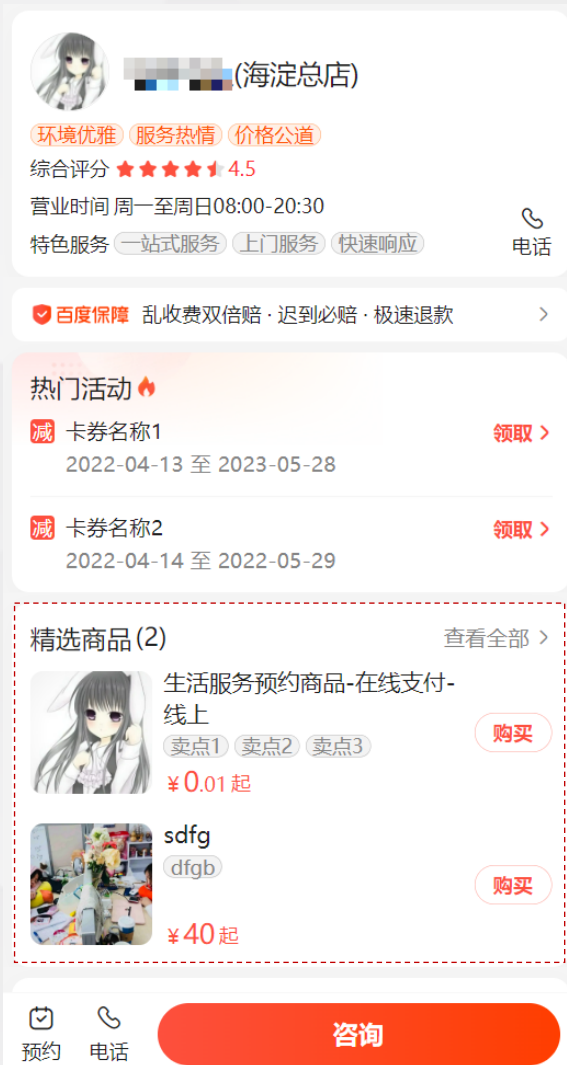 (海淀总店)
环境优雅 服务热情 价格公道
综合评分 4.5
营业时间 周一至周日08:00-20:30
特色服务 一站式服务 上门服务 快速响应
电话
百度保障 乱收费双倍赔 · 迟到必赔 · 极速退款
热门活动
减 卡券名称1 领取
2022-04-13 至 2023-05-28
减 卡券名称2 领取
2022-04-14 至 2022-05-29
精选商品(2) 查看全部
生活服务预约商品-在线支付-
线上
购买
卖点1 卖点2 卖点3
¥0.01 起
sdfg
dfgb
购买
¥40 起
预约 电话 咨询